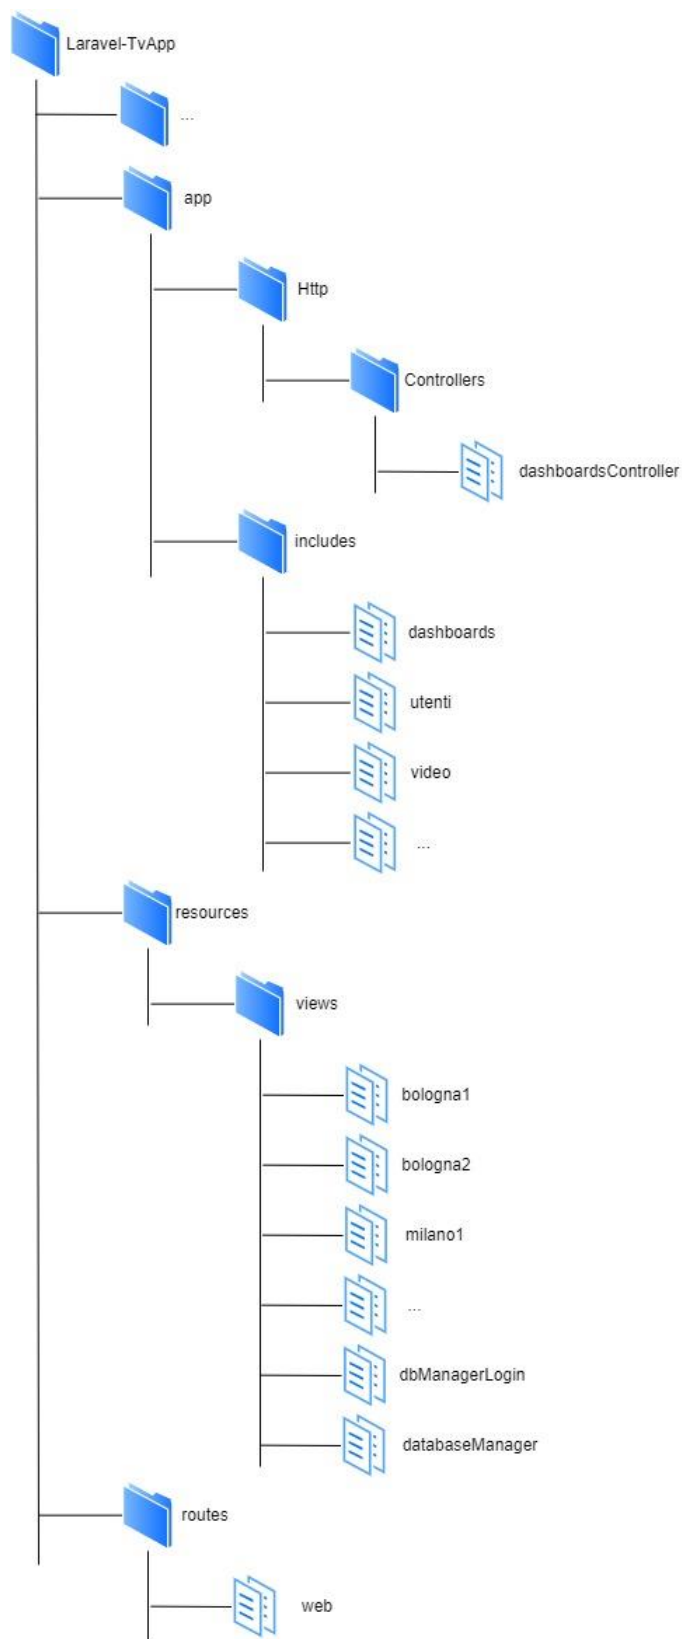 Laravel-TvApp
...
app
Http
Controllers
dashboardsController
includes
dashboards
utenti
video
...
resources
views
bologna1
bologna2
milano1
...
dbManagerLogin
databaseManager
routes
web